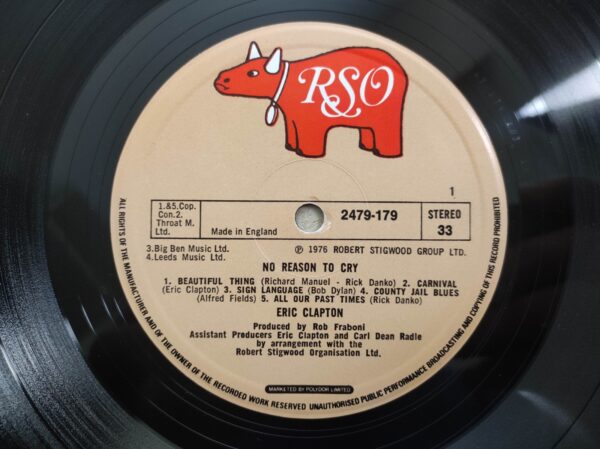 RSO
1
1.&5.Cop.
Con.2.
Throat M.
Ltd.
Made in England
2479-179
STEREO
33
3.Big Ben Music Ltd.
4.Leeds Music Ltd.
℗ 1976 ROBERT STIGWOOD GROUP LTD.
NO REASON TO CRY
1. BEAUTIFUL THING (Richard Manuel - Rick Danko) 2. CARNIVAL
(Eric Clapton) 3. SIGN LANGUAGE (Bob Dylan) 4. COUNTY JAIL BLUES
(Alfred Fields) 5. ALL OUR PAST TIMES (Rick Danko)
ERIC CLAPTON
Produced by Rob Fraboni
Assistant Producers Eric Clapton and Carl Dean Radle
by arrangement with the
Robert Stigwood Organisation Ltd.
MARKETED BY POLYDOR LIMITED
ALL RIGHTS OF THE MANUFACTURER AND OF THE OWNER OF THE RECORDED WORK RESERVED UNAUTHORISED PUBLIC PERFORMANCE BROADCASTING AND COPYING OF THIS RECORD PROHIBITED